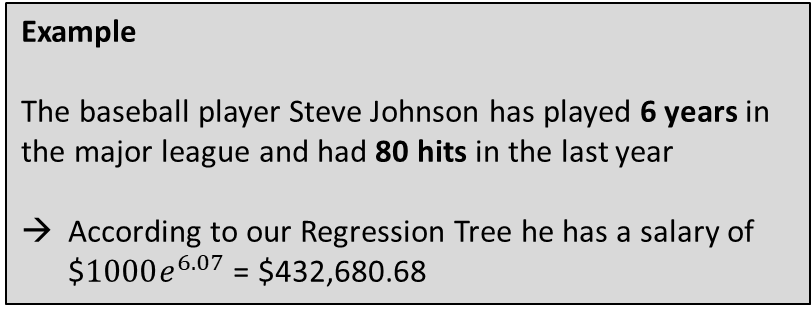 Example
The baseball player Steve Johnson has played 6 years in
the major league and had 80 hits in the last year
→ According to our Regression Tree he has a salary of
$1000𝑒^6.07 = $432,680.68